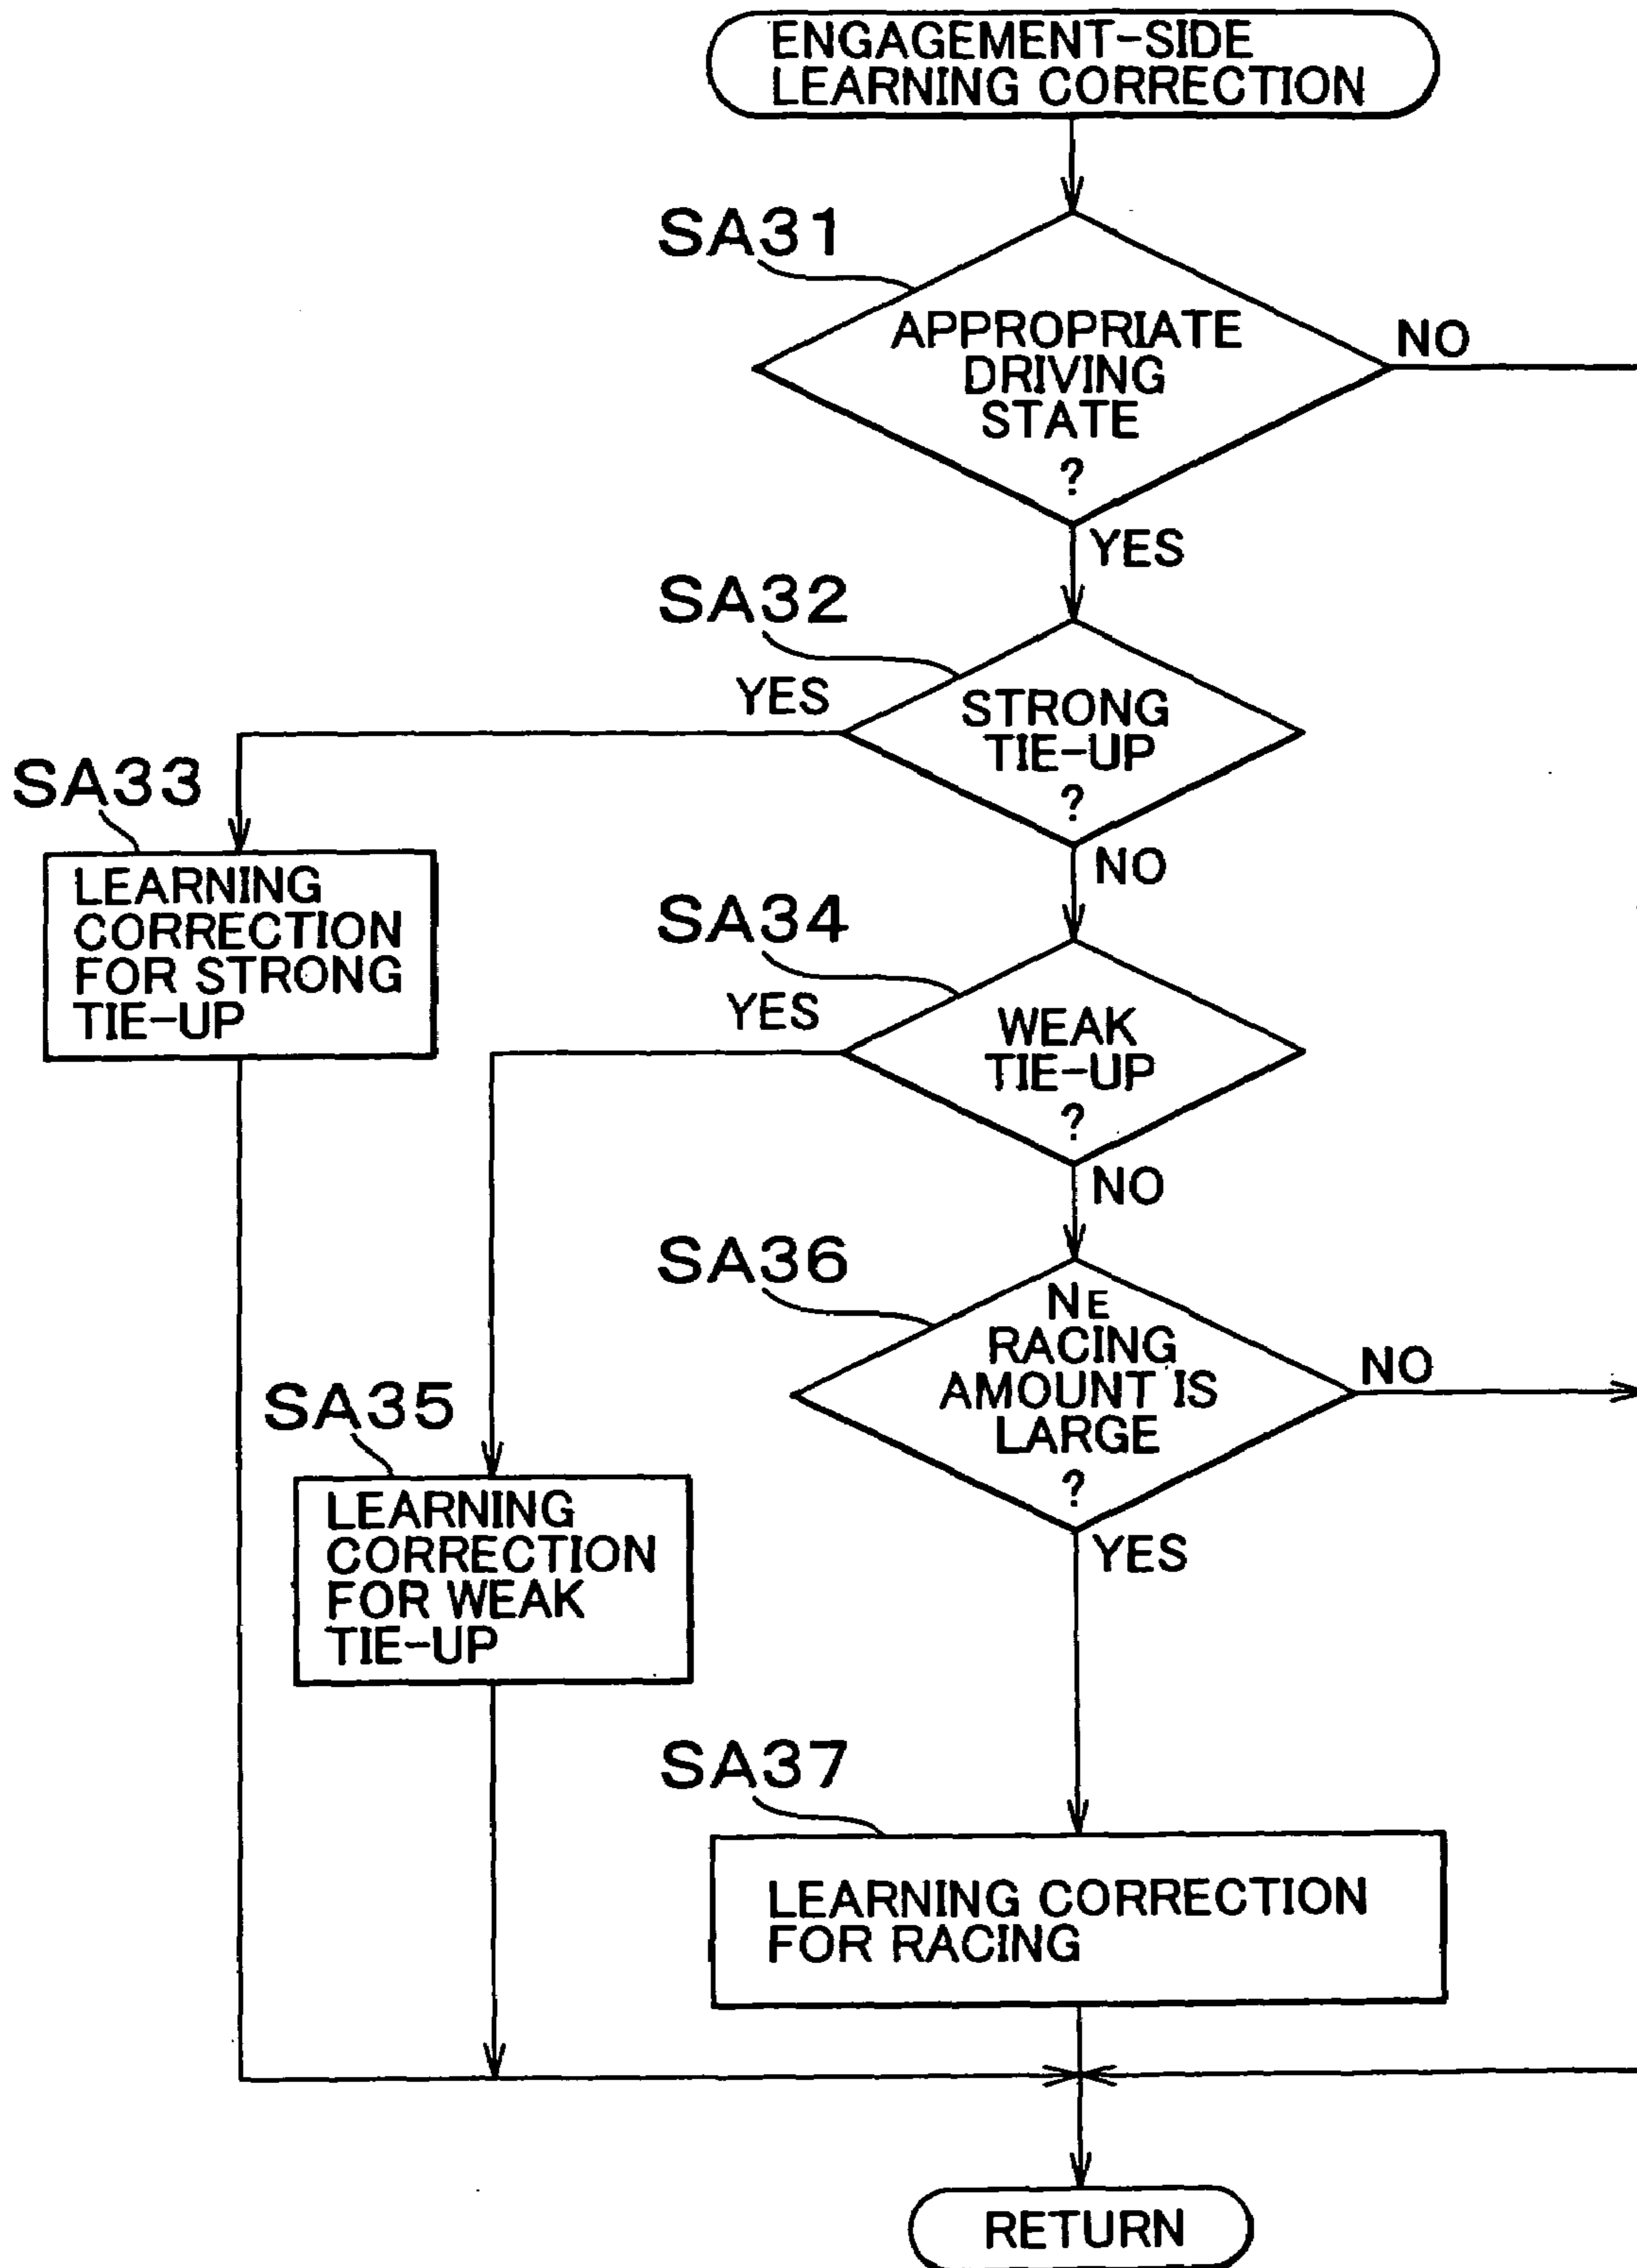 ENGAGEMENT-SIDE
LEARNING CORRECTION
SA31
APPROPRIATE
DRIVING
STATE
?
NO
YES
SA32
YES
STRONG
TIE-UP
?
NO
SA33
LEARNING
CORRECTION
FOR STRONG
TIE-UP
SA34
YES
WEAK
TIE-UP
?
NO
SA36
NE
RACING
AMOUNT IS
LARGE
?
NO
YES
SA35
LEARNING
CORRECTION
FOR WEAK
TIE-UP
SA37
LEARNING CORRECTION
FOR RACING
RETURN